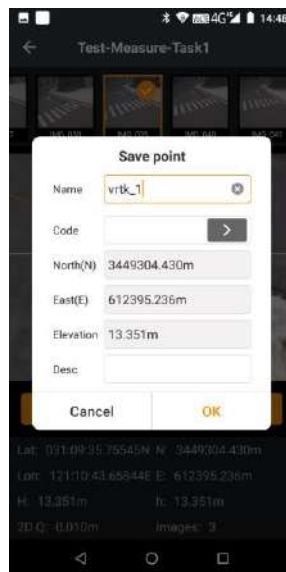 4G 14:48
Test-Measure-Task1
Save point
Name vrtk_1
Code
North(N) 3449304.430m
East(E) 612395.236m
Elevation 13.351m
Desc
Cancel OK
Lat: 031:09:35.75545N N: 3449304.430m
Lon: 121:10:43.65844E E: 612395.236m
H: 13.351m h: 13.351m
2D Q: 0.010m Images: 3